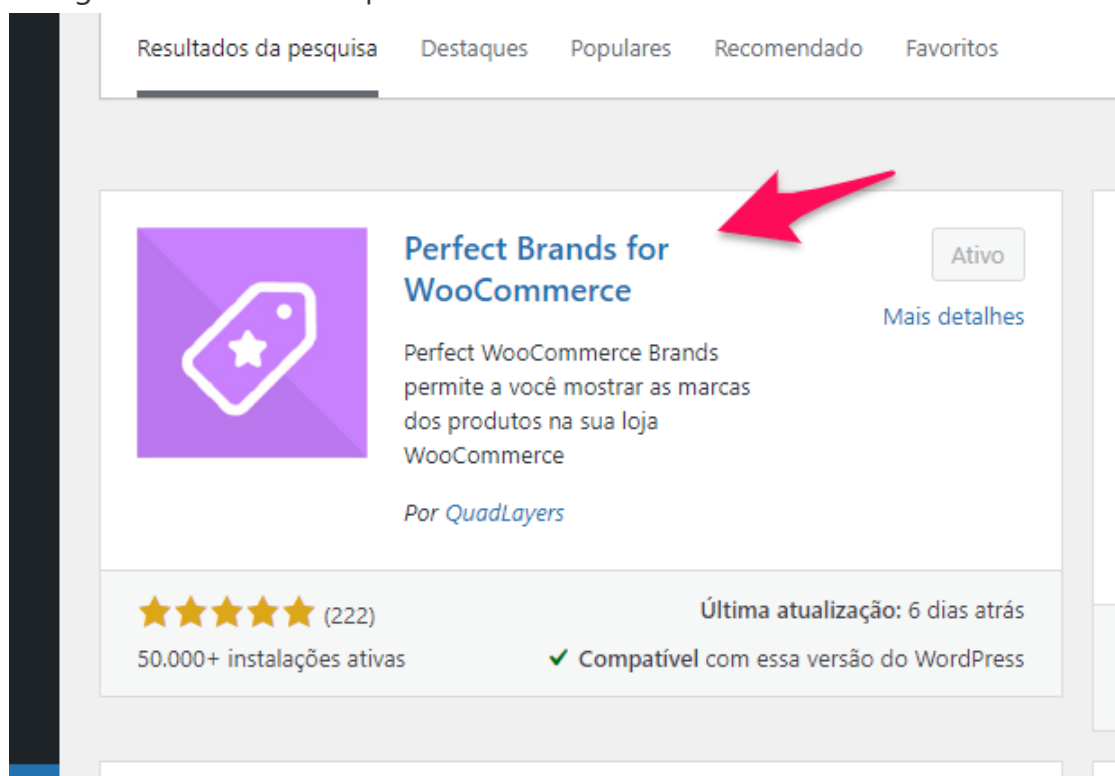 Resultados da pesquisa Destaques Populares Recomendado Favoritos
Perfect Brands for
WooCommerce
Ativo
Mais detalhes
Perfect WooCommerce Brands
permite a você mostrar as marcas
dos produtos na sua loja
WooCommerce
Por QuadLayers
(222)
Última atualização: 6 dias atrás
50.000+ instalações ativas
Compatível com essa versão do WordPress